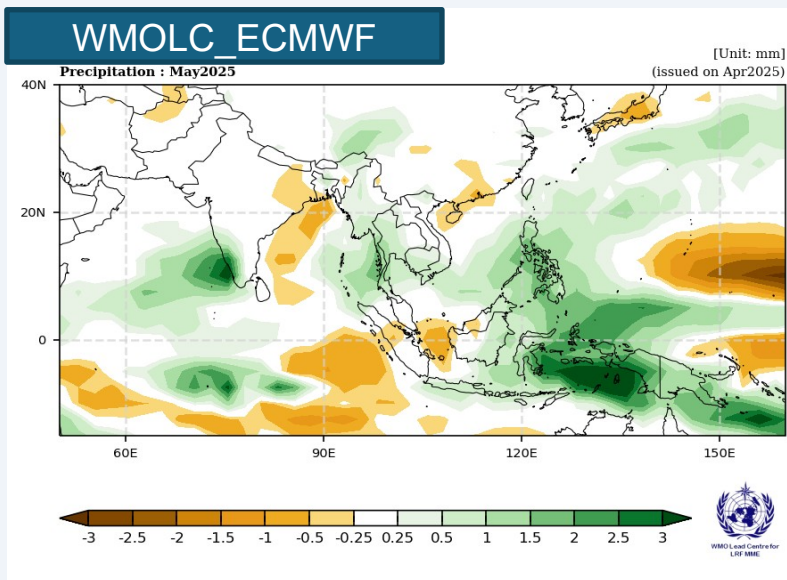 WMOLC_ECMWF
[Unit: mm]
Precipitation : May2025
(issued on Apr2025)
40N
20N
0
60E
90E
120E
150E
-3 -2.5 -2 -1.5 -1 -0.5 -0.25 0.25 0.5 1 1.5 2 2.5 3
WMO Lead Centre for
LRF MME